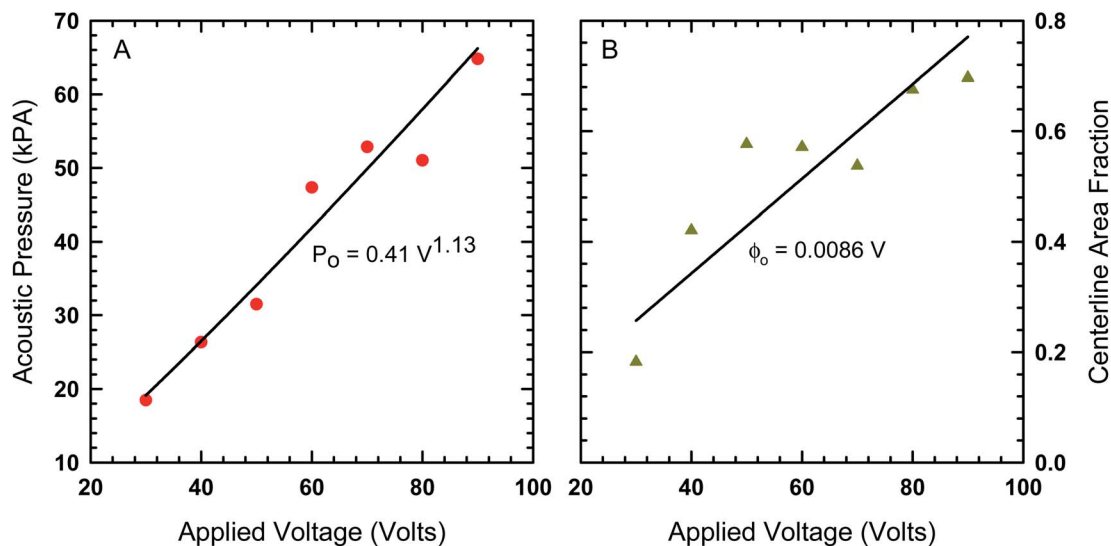 A
B
70
60
50
40
30
20
10
Acoustic Pressure (kPA)
P₀ = 0.41 V^1.13
20
40
60
80
100
Applied Voltage (Volts)
ϕ₀ = 0.0086 V
0.8
0.6
0.4
0.2
0.0
Centerline Area Fraction
20
40
60
80
100
Applied Voltage (Volts)